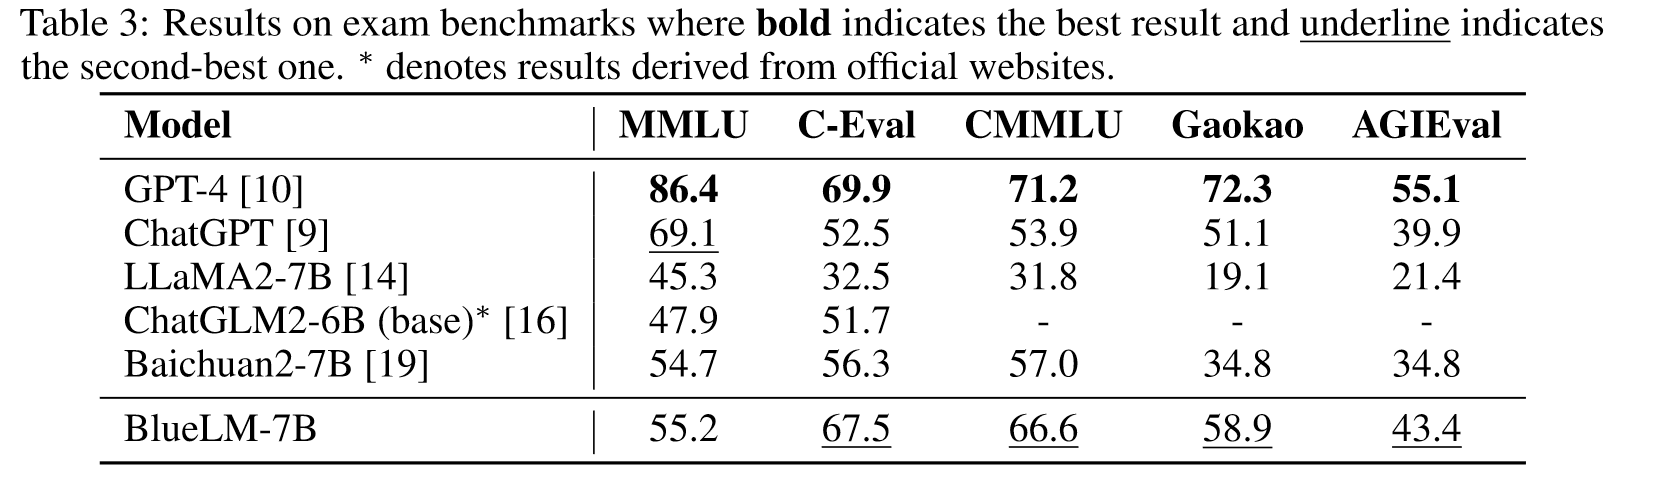 Table 3: Results on exam benchmarks where bold indicates the best result and underline indicates
the second-best one. * denotes results derived from official websites.
Model MMLU C-Eval CMMLU Gaokao AGIEval
GPT-4 [10] 86.4 69.9 71.2 72.3 55.1
ChatGPT [9] 69.1 52.5 53.9 51.1 39.9
LLaMA2-7B [14] 45.3 32.5 31.8 19.1 21.4
ChatGLM2-6B (base)* [16] 47.9 51.7 - - -
Baichuan2-7B [19] 54.7 56.3 57.0 34.8 34.8
BlueLM-7B 55.2 67.5 66.6 58.9 43.4